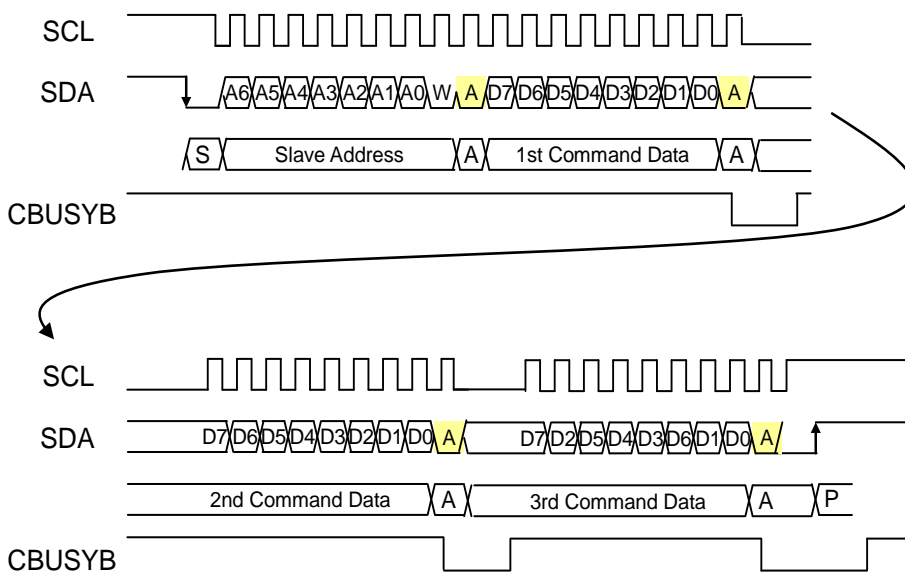 SCL
SDA A6 A5 A4 A3 A2 A1 A0 W A D7 D6 D5 D4 D3 D2 D1 D0 A
S Slave Address A 1st Command Data A
CBUSYB
SCL
SDA D7 D6 D5 D4 D3 D2 D1 D0 A D7 D2 D5 D4 D3 D6 D1 D0 A
2nd Command Data A 3rd Command Data A P
CBUSYB